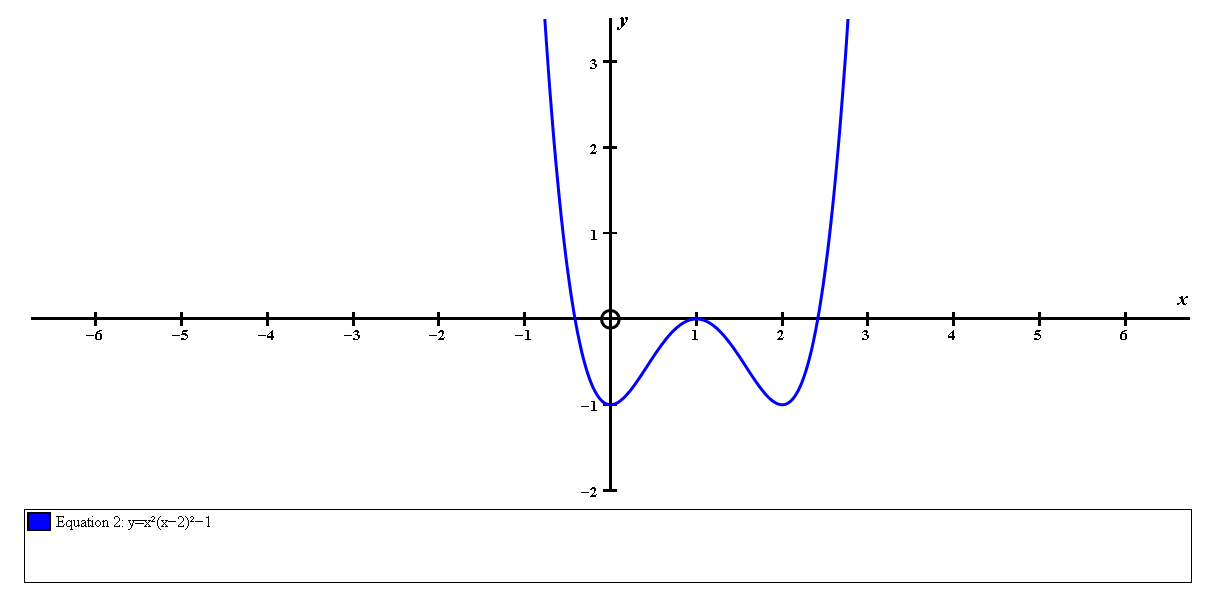 y
3
2
1
x
−6 −5 −4 −3 −2 −1 1 2 3 4 5 6
−1
−2
Equation 2: y=x²(x−2)²−1